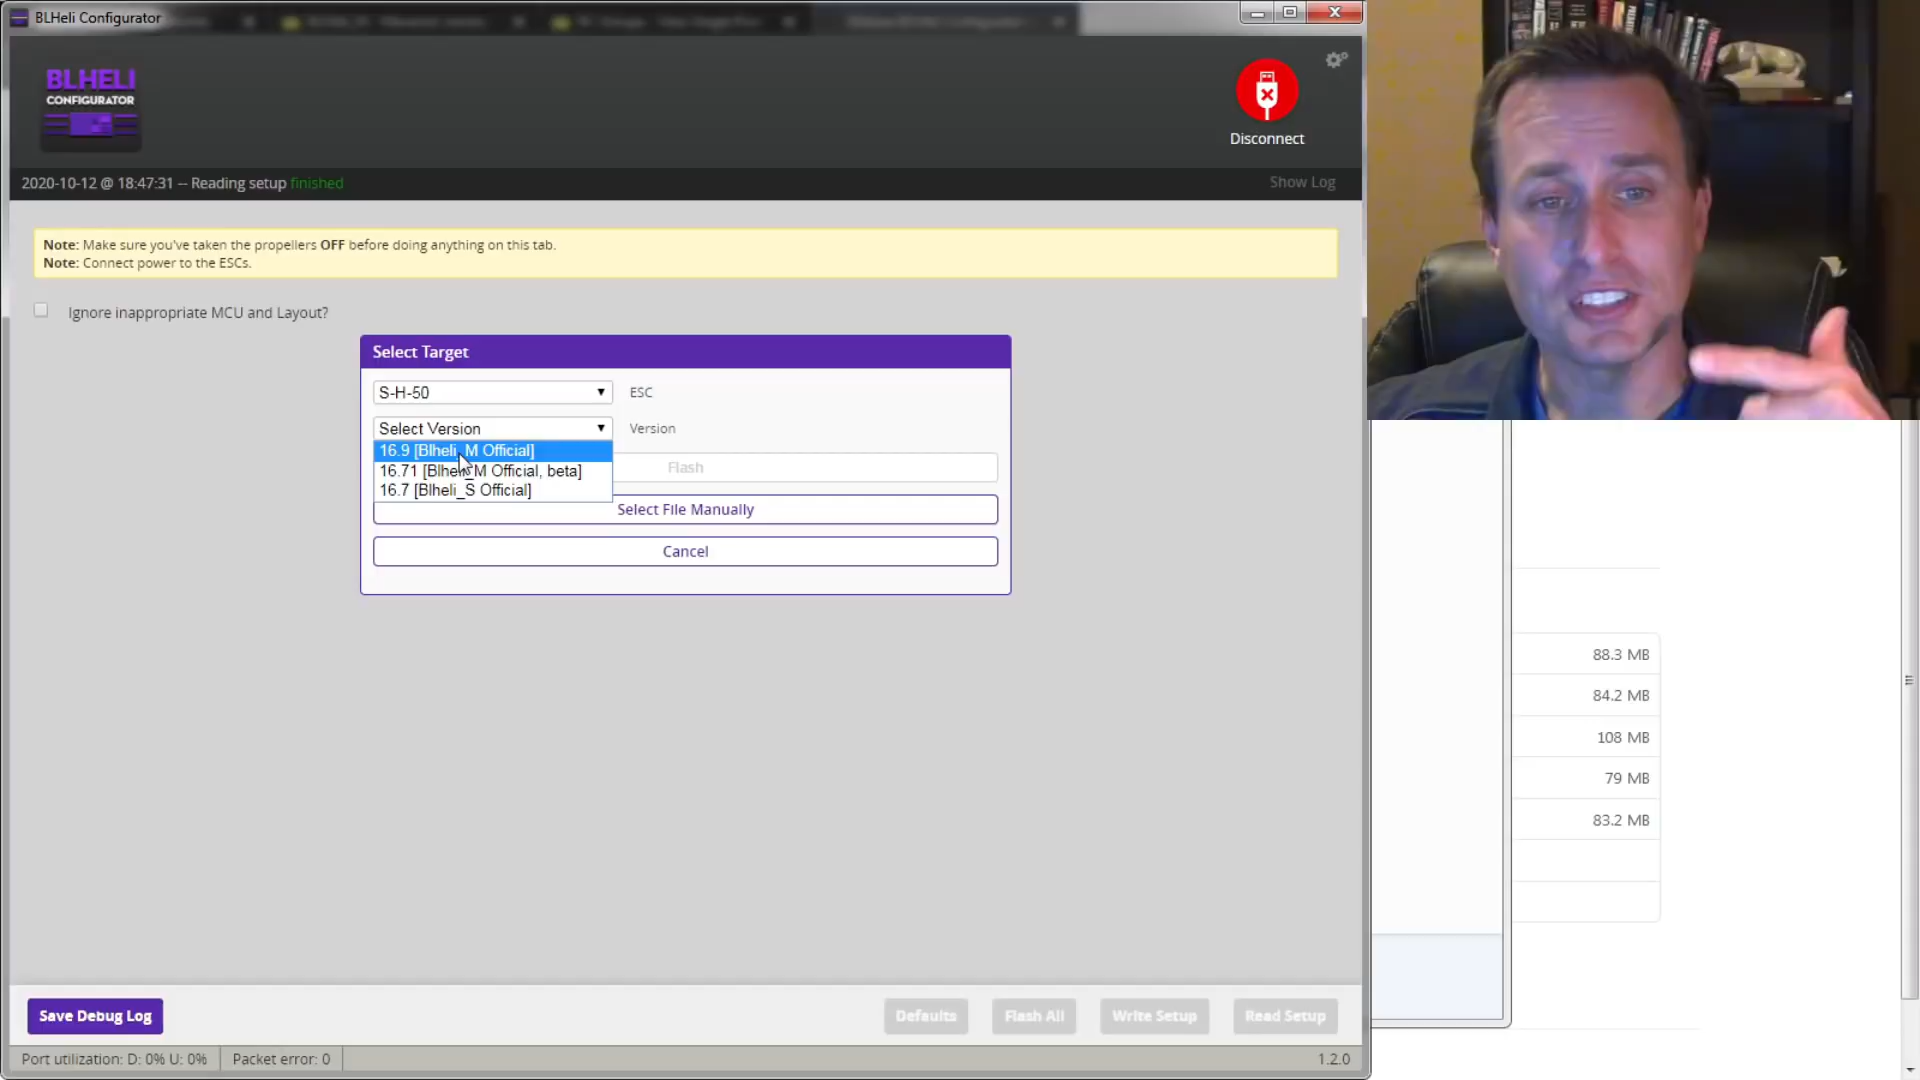 BLHeli Configurator
BLHELI
CONFIGURATOR
Disconnect
2020-10-12 @ 18:47:31 -- Reading setup finished
Show Log
Note: Make sure you've taken the propellers OFF before doing anything on this tab.
Note: Connect power to the ESCs.
Ignore inappropriate MCU and Layout?
Select Target
S-H-50
ESC
Select Version
Version
16.9 [Blheli_M Official]
16.71 [Blheli_M Official, beta]
16.7 [Blheli_S Official]
Flash
Select File Manually
Cancel
88.3 MB
84.2 MB
108 MB
79 MB
83.2 MB
Save Debug Log
Defaults
Flash All
Write Setup
Read Setup
Port utilization: D: 0% U: 0%
Packet error: 0
1.2.0